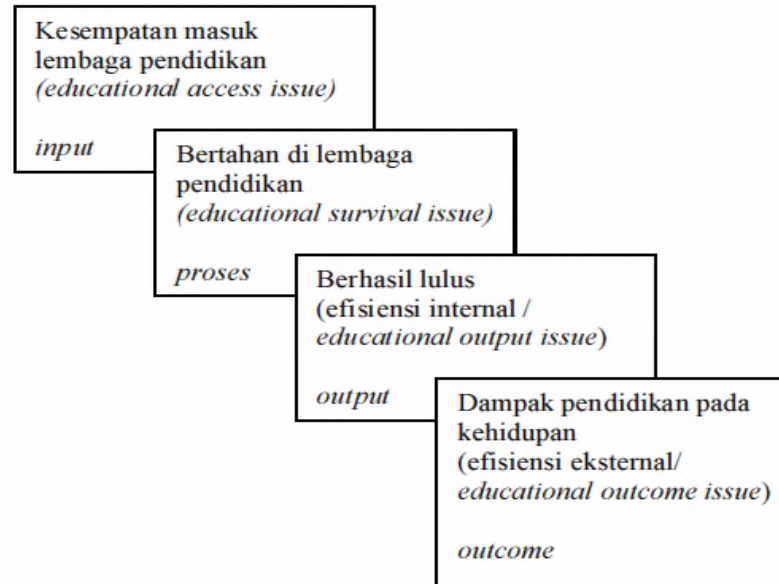 Kesempatan masuk
lembaga pendidikan
(educational access issue)
input
Bertahan di lembaga
pendidikan
(educational survival issue)
proses
Berhasil lulus
(efisiensi internal /
educational output issue)
output
Dampak pendidikan pada
kehidupan
(efisiensi eksternal/
educational outcome issue)
outcome